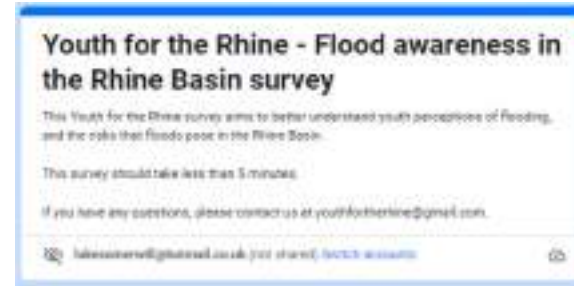 Youth for the Rhine - Flood awareness in
the Rhine Basin survey
This Youth for the Rhine survey aims to better understand youth perceptions of flooding,
and the risks that floods pose in the Rhine Basin.
This survey should take less than 5 minutes.
If you have any questions, please contact us at youthfortherhine@gmail.com.
(not shared) Switch accounts